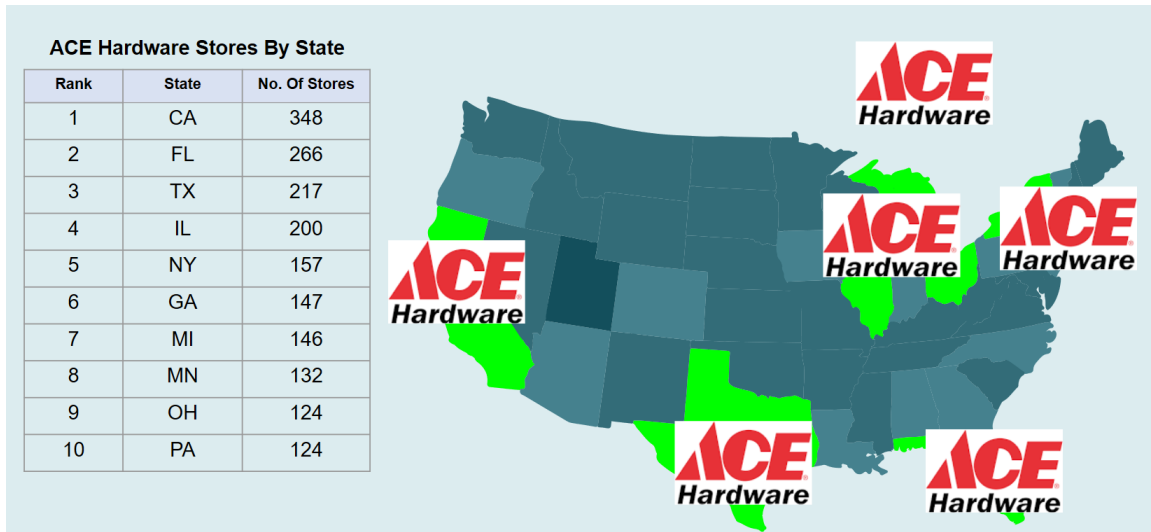 ACE Hardware Stores By State
Rank State No. Of Stores
1 CA 348
2 FL 266
3 TX 217
4 IL 200
5 NY 157
6 GA 147
7 MI 146
8 MN 132
9 OH 124
10 PA 124
ACE
Hardware
ACE
Hardware
ACE
Hardware
ACE
Hardware
ACE
Hardware
ACE
Hardware